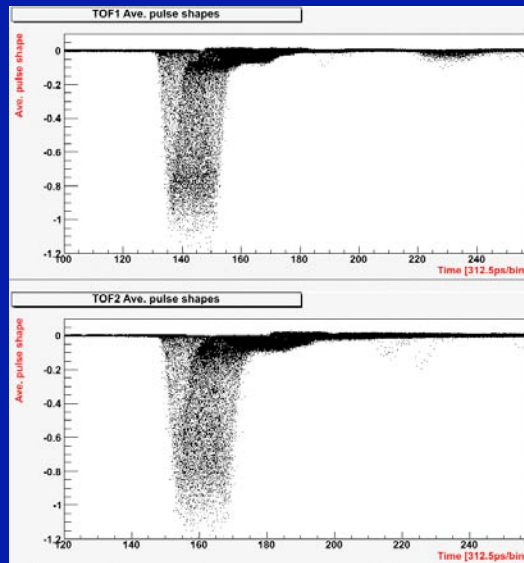 TOF1 Ave. pulse shapes
Ave. pulse shape
0
-0.2
-0.4
-0.6
-0.8
-1
-1.2
100 120 140 160 180 200 220 240
Time [312.5ps/bin
TOF2 Ave. pulse shapes
Ave. pulse shape
0
-0.2
-0.4
-0.6
-0.8
-1
-1.2
120 140 160 180 200 220 240
Time [312.5ps/bin